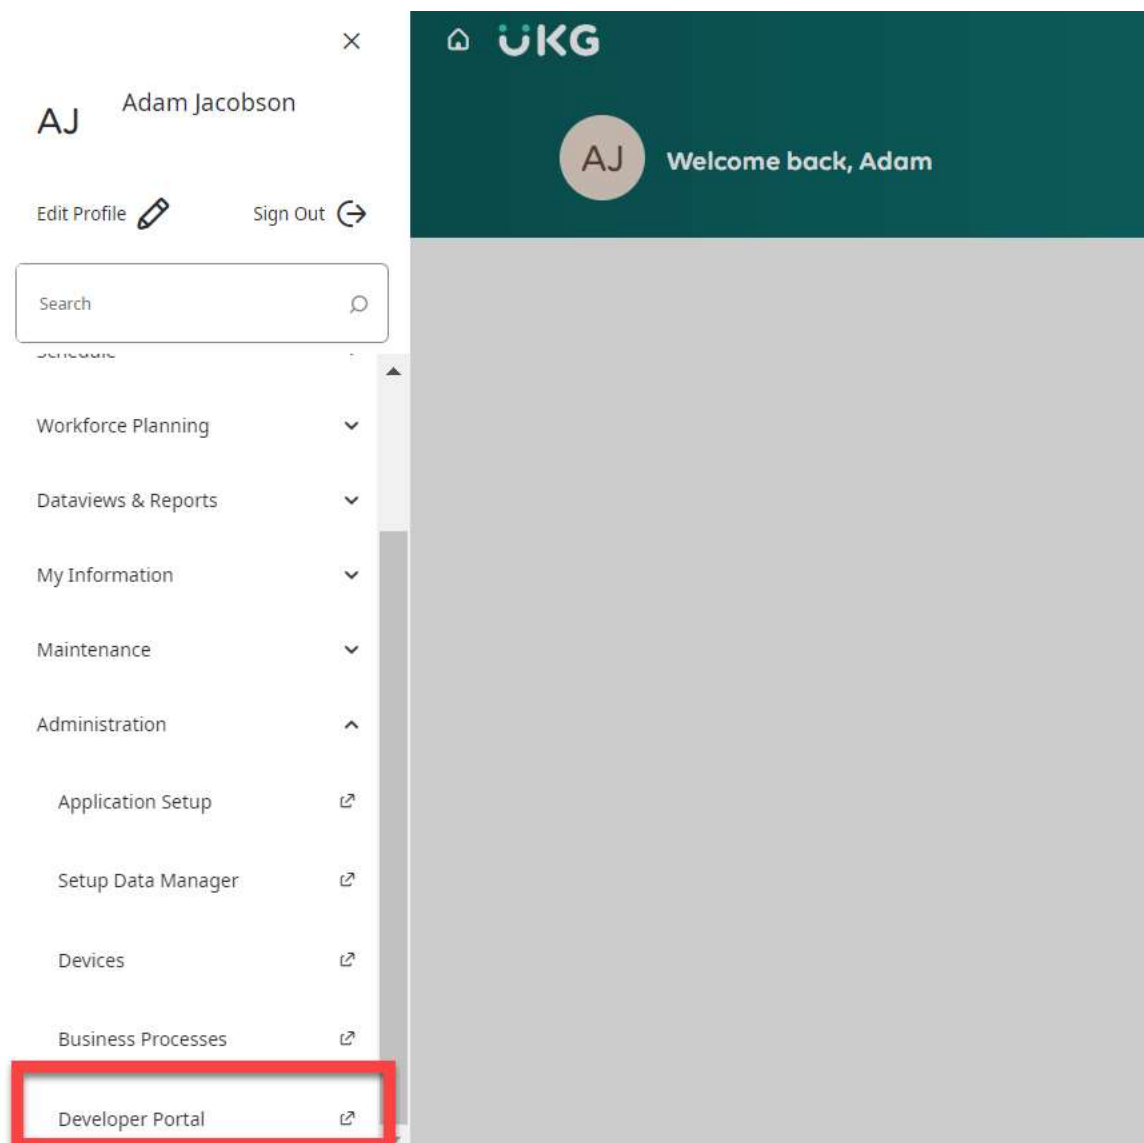 UKG
Adam Jacobson
AJ
AJ
Welcome back, Adam
Edit Profile
Sign Out
Search
Schedule
Workforce Planning
Dataviews & Reports
My Information
Maintenance
Administration
Application Setup
Setup Data Manager
Devices
Business Processes
Developer Portal